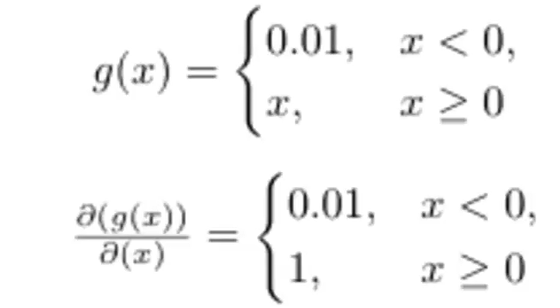 g(x) = { 0.01, x < 0,
x, x ≥ 0
∂(g(x))/∂(x) = { 0.01, x < 0,
1, x ≥ 0